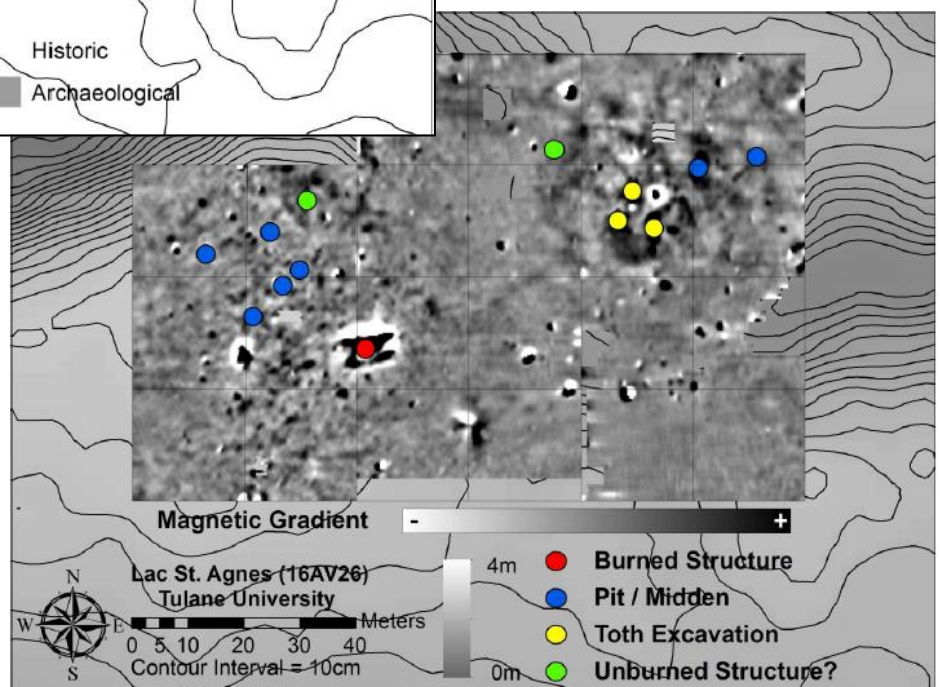 Historic
Archaeological
Magnetic Gradient
- +
Lac St. Agnes (16AV26)
Tulane University
N
W E
S
Meters
0 5 10 20 30 40
Contour Interval = 10cm
4m
0m
Burned Structure
Pit / Midden
Toth Excavation
Unburned Structure?